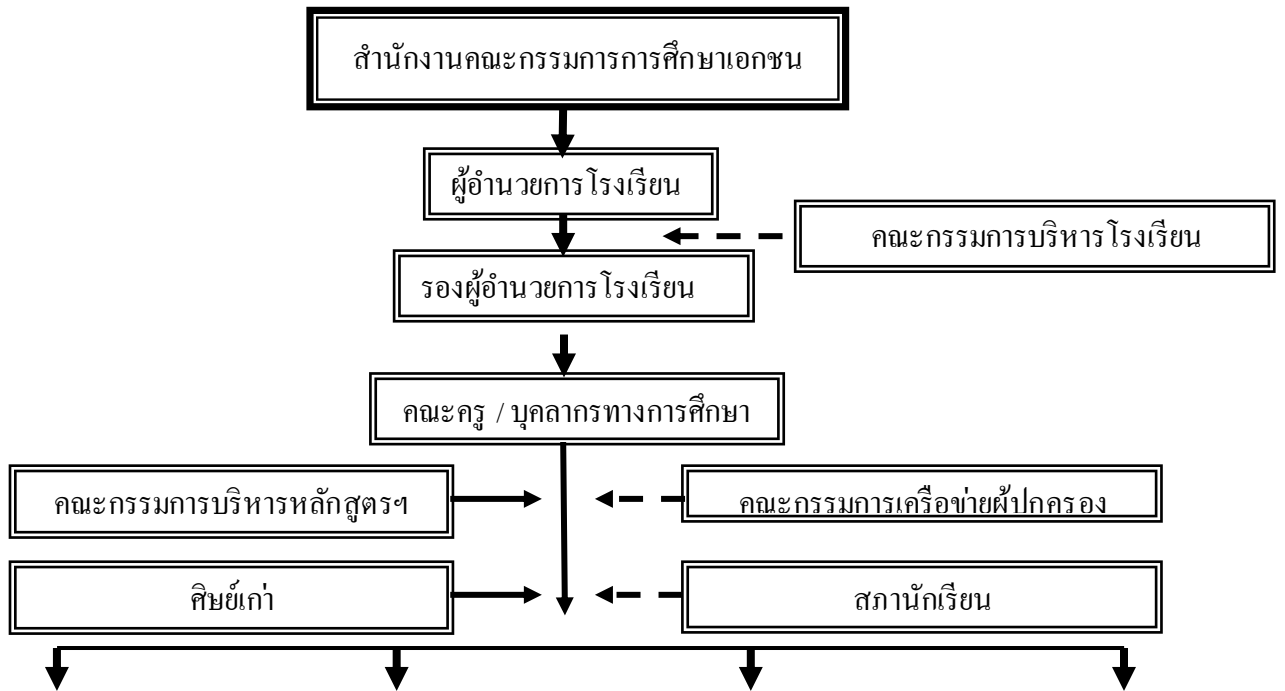 สำนักงานคณะกรรมการการศึกษาเอกชน
ผู้อำนวยการโรงเรียน
คณะกรรมการบริหารโรงเรียน
รองผู้อำนวยการโรงเรียน
คณะครู / บุคลากรทางการศึกษา
คณะกรรมการบริหารหลักสูตรฯ
คณะกรรมการเครือข่ายผู้ปกครอง
ศิษย์เก่า
สภานักเรียน